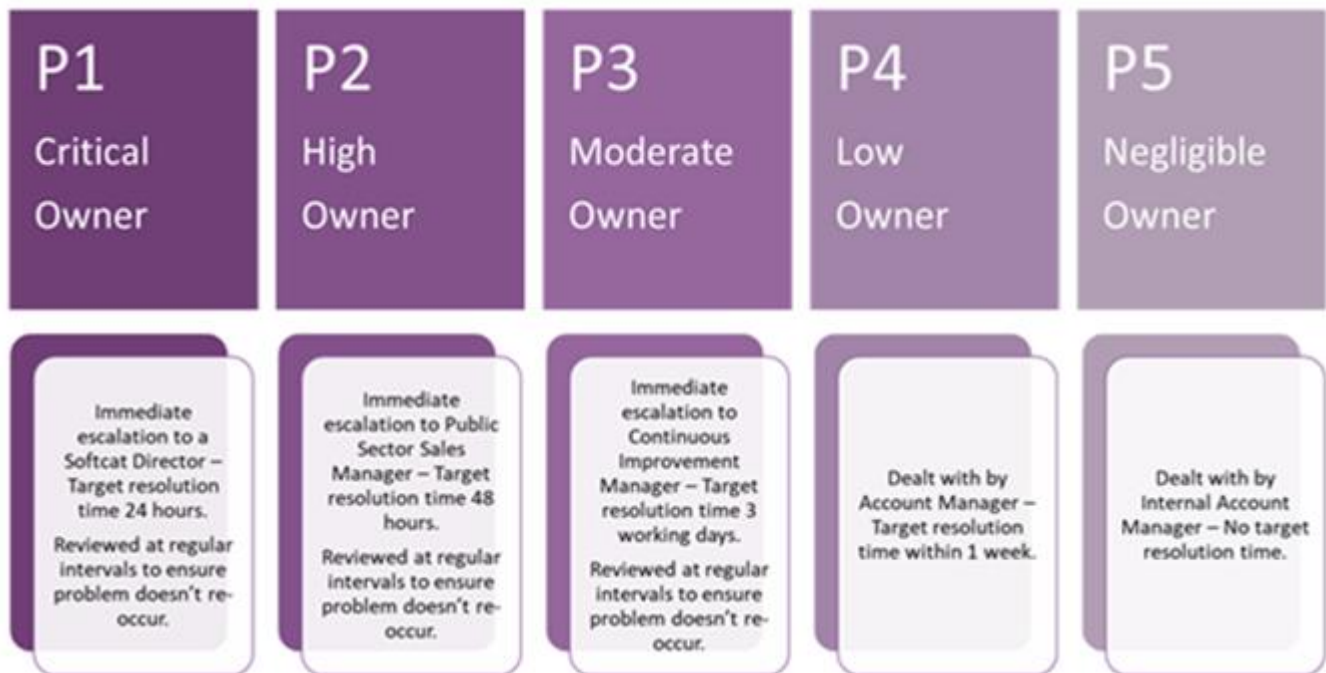 P1
Critical
Owner
P2
High
Owner
P3
Moderate
Owner
P4
Low
Owner
P5
Negligible
Owner
Immediate
escalation to a
Softcat Director –
Target resolution
time 24 hours.
Reviewed at regular
intervals to ensure
problem doesn't re-
occur.
Immediate
escalation to Public
Sector Sales
Manager – Target
resolution time 48
hours.
Reviewed at regular
intervals to ensure
problem doesn't re-
occur.
Immediate
escalation to
Continuous
Improvement
Manager – Target
resolution time 3
working days.
Reviewed at regular
intervals to ensure
problem doesn't re-
occur.
Dealt with by
Account Manager –
Target resolution
time within 1 week.
Dealt with by
Internal Account
Manager – No target
resolution time.